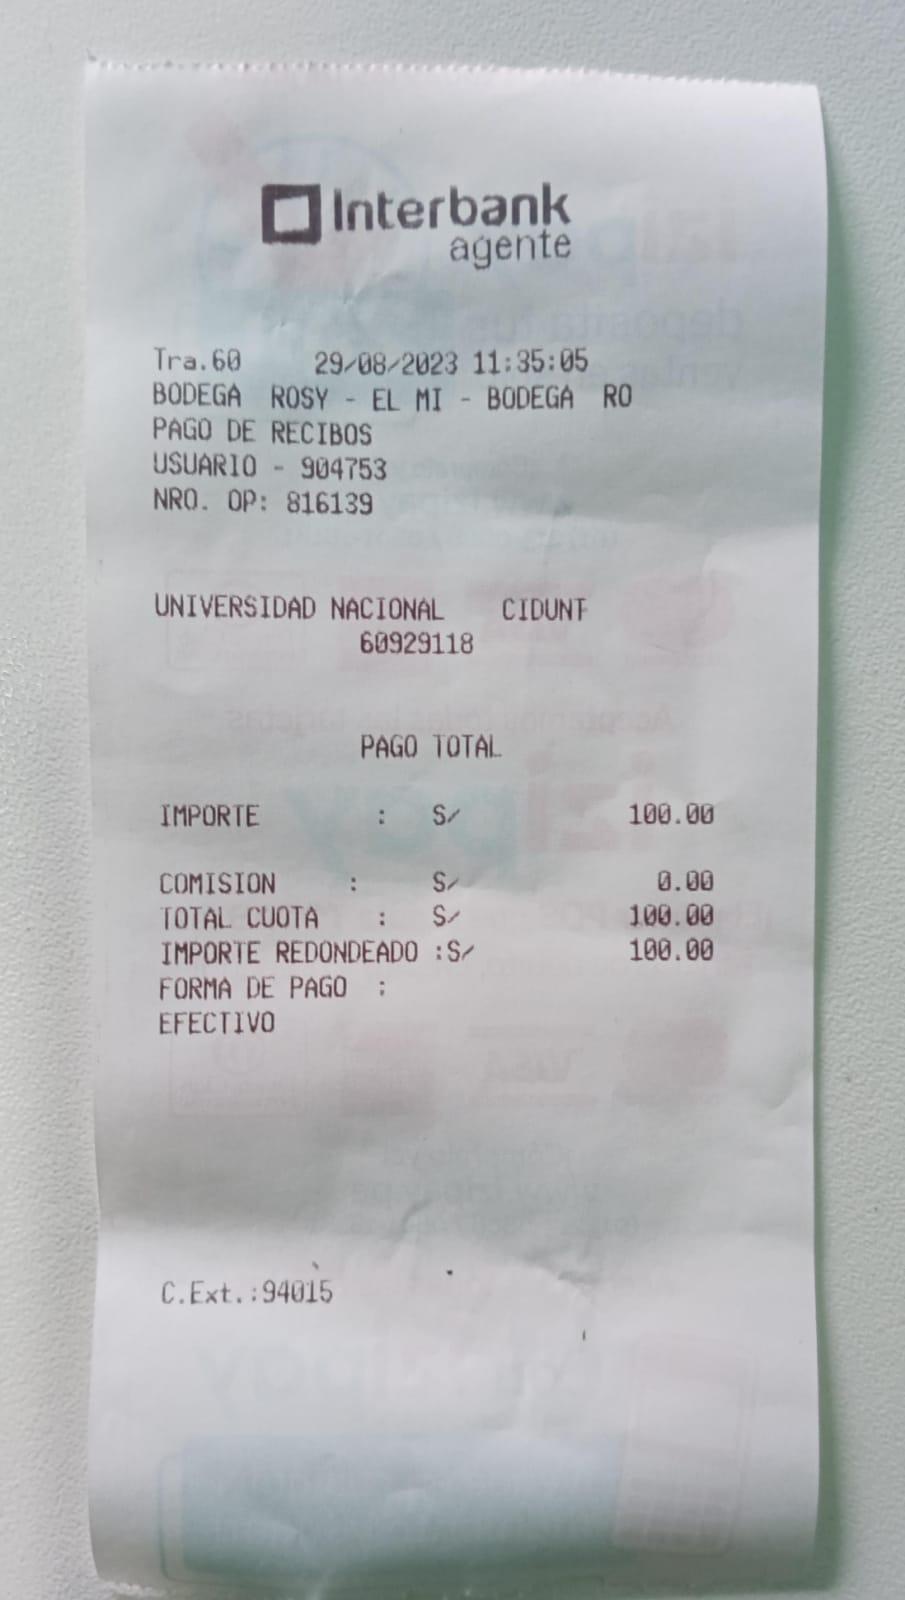 Interbank
agente
Tra.60 29/08/2023 11:35:05
BODEGA ROSY - EL MI - BODEGA RO
PAGO DE RECIBOS
USUARIO - 904753
NRO. OP: 816139
UNIVERSIDAD NACIONAL CIDUNT
60929118
PAGO TOTAL
IMPORTE : S/ 100.00
COMISION : S/ 0.00
TOTAL CUOTA : S/ 100.00
IMPORTE REDONDEADO :S/ 100.00
FORMA DE PAGO :
EFECTIVO
C.Ext.:94015